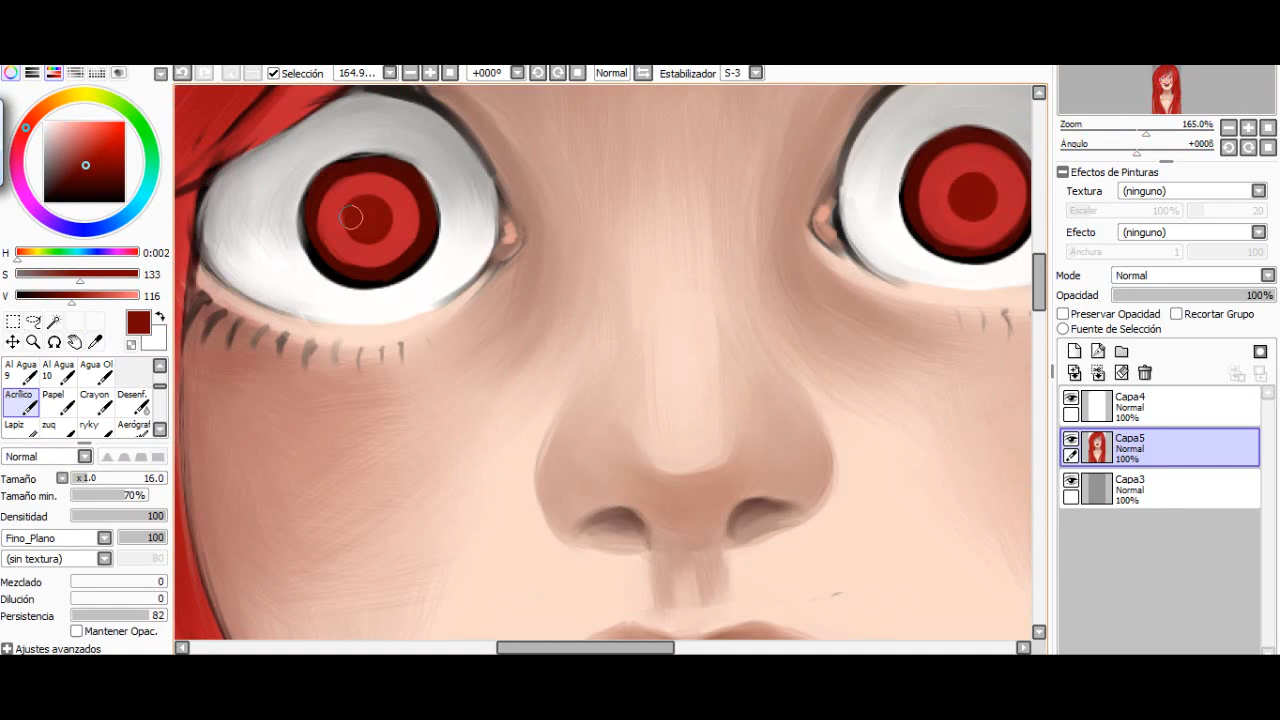 Selección 164.9... +000º Normal Estabilizador S-3
H 0:002
S 133
V 116
Al Agua 9 Al Agua 10 Agua Ol
Acrílico Papel Crayon Desenf.
Lapiz zuq ryky Aerógraf
Normal
Tamaño x 1.0 16.0
Tamaño min. 70%
Densitidad 100
Fino_Plano 100
(sin textura) 80
Mezclado 0
Dilución 0
Persistencia 82
Mantener Opac.
Ajustes avanzados
Zoom 165.0%
Angulo +000ß
Efectos de Pinturas
Textura (ninguno)
Escalar 100% 20
Efecto (ninguno)
Anchura 1 100
Mode Normal
Opacidad 100%
Preservar Opacidad Recortar Grupo
Fuente de Selección
Capa4
Normal
100%
Capa5
Normal
100%
Capa3
Normal
100%